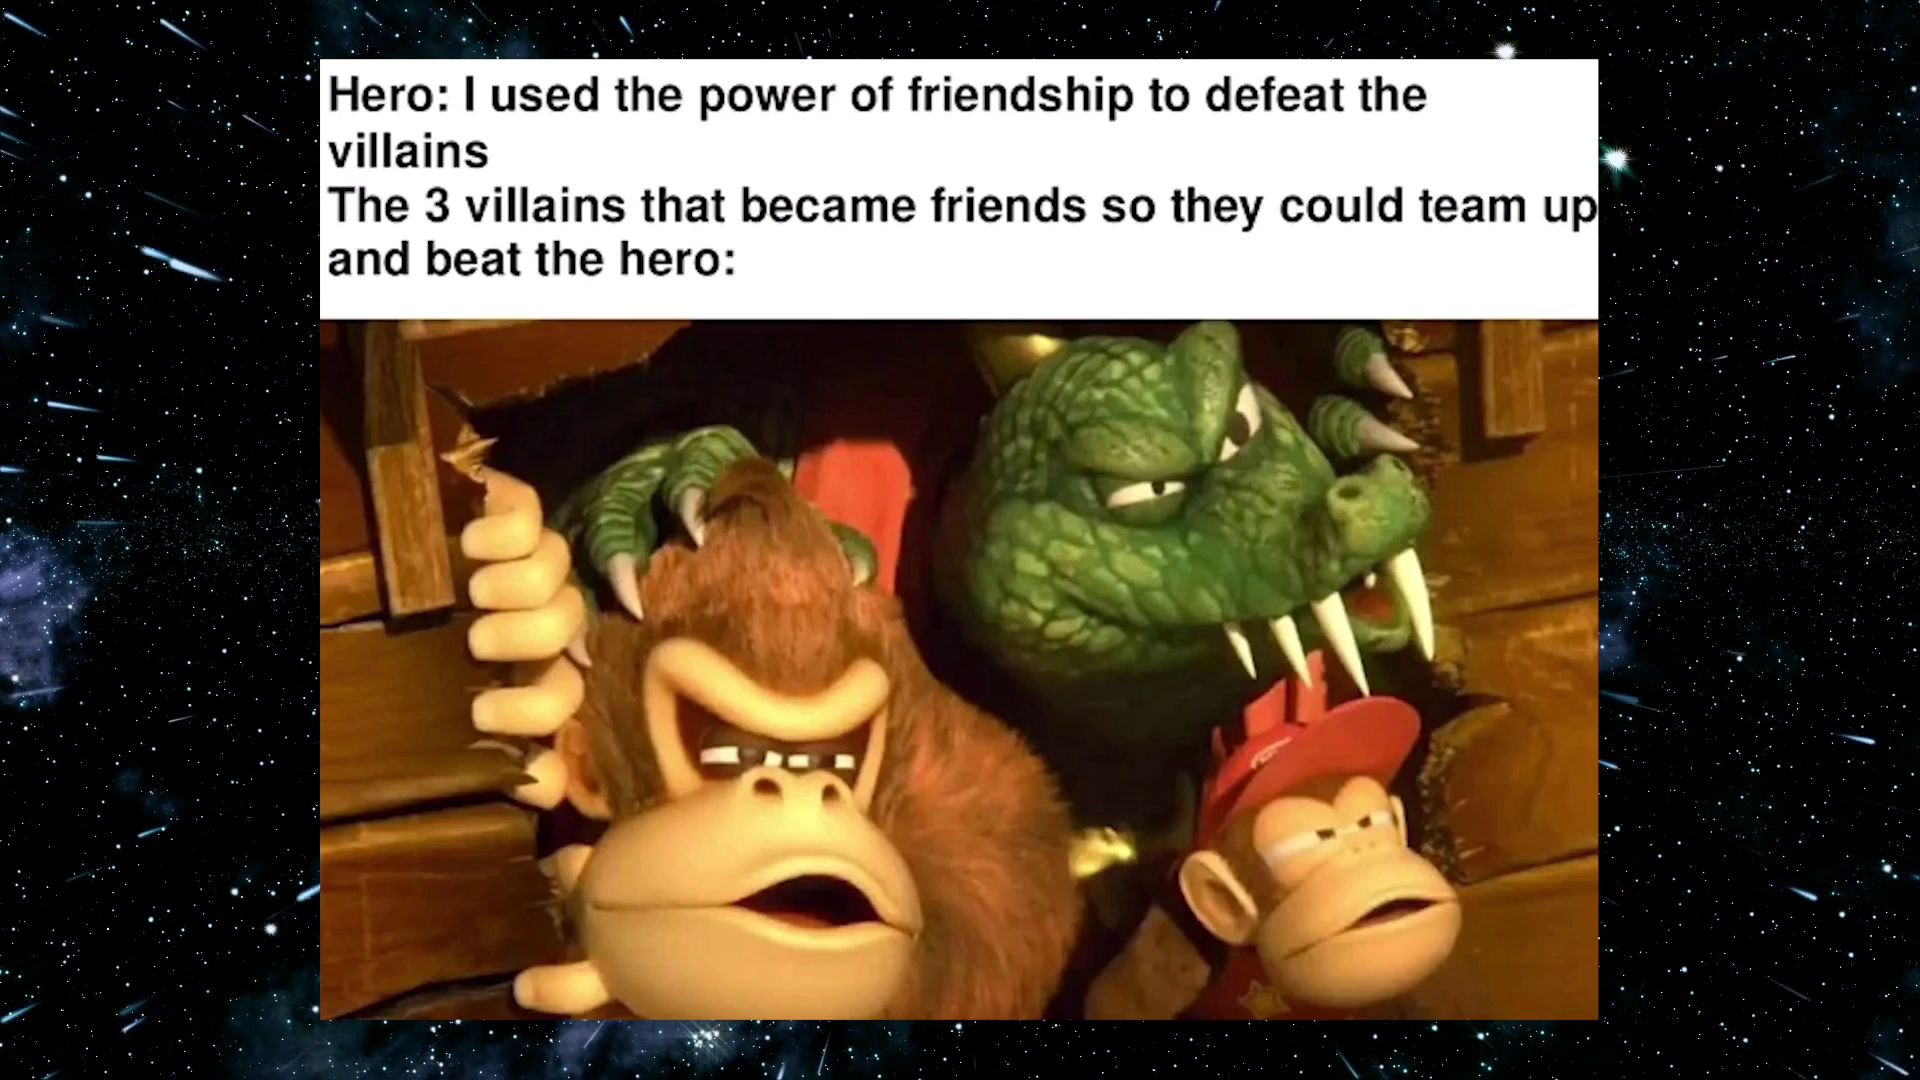 Hero: I used the power of friendship to defeat the
villains
The 3 villains that became friends so they could team up
and beat the hero: